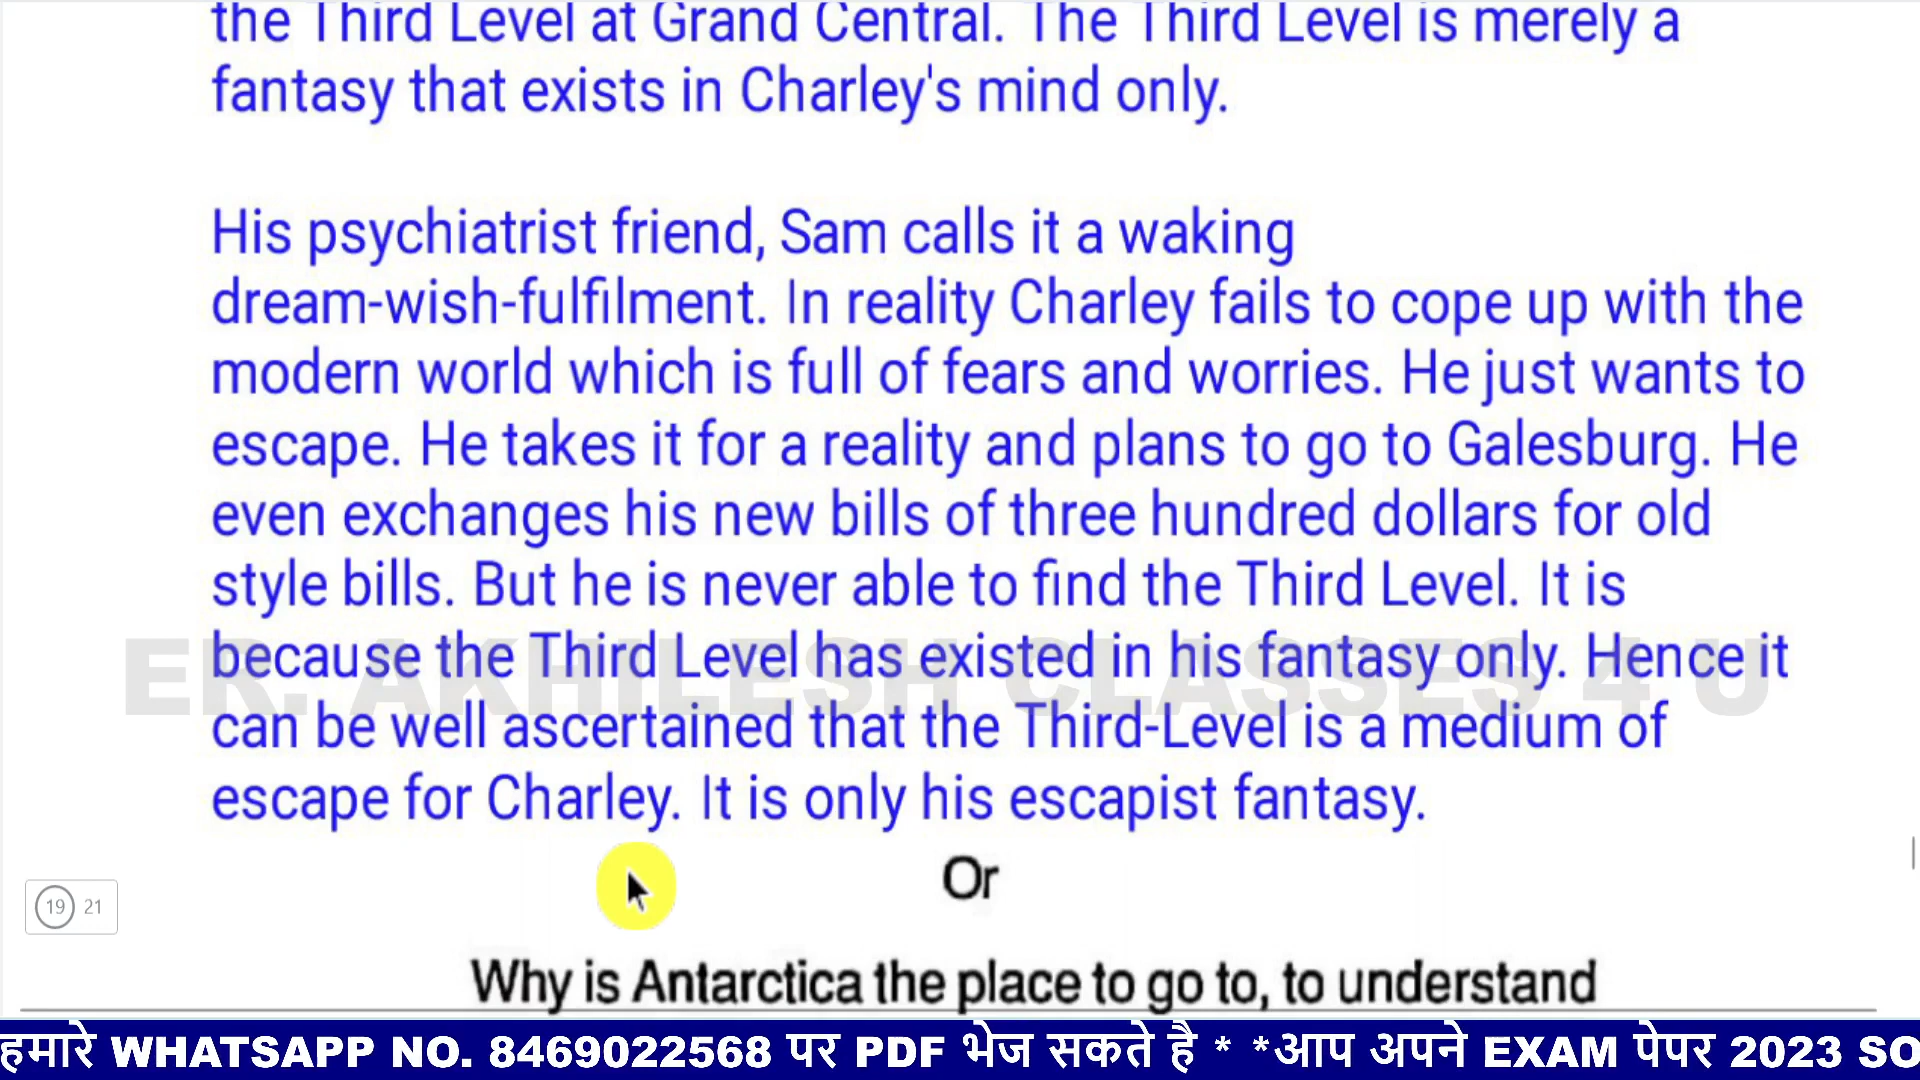 the Third Level at Grand Central. The Third Level is merely a
fantasy that exists in Charley's mind only.
His psychiatrist friend, Sam calls it a waking
dream-wish-fulfilment. In reality Charley fails to cope up with the
modern world which is full of fears and worries. He just wants to
escape. He takes it for a reality and plans to go to Galesburg. He
even exchanges his new bills of three hundred dollars for old
style bills. But he is never able to find the Third Level. It is
because the Third Level has existed in his fantasy only. Hence it
ER. AKHILESH CLASSES 4 U
can be well ascertained that the Third-Level is a medium of
escape for Charley. It is only his escapist fantasy.
Or
19 21
Why is Antarctica the place to go to, to understand
हमारे WHATSAPP NO. 8469022568 पर PDF भेज सकते है * *आप अपने EXAM पेपर 2023 SO